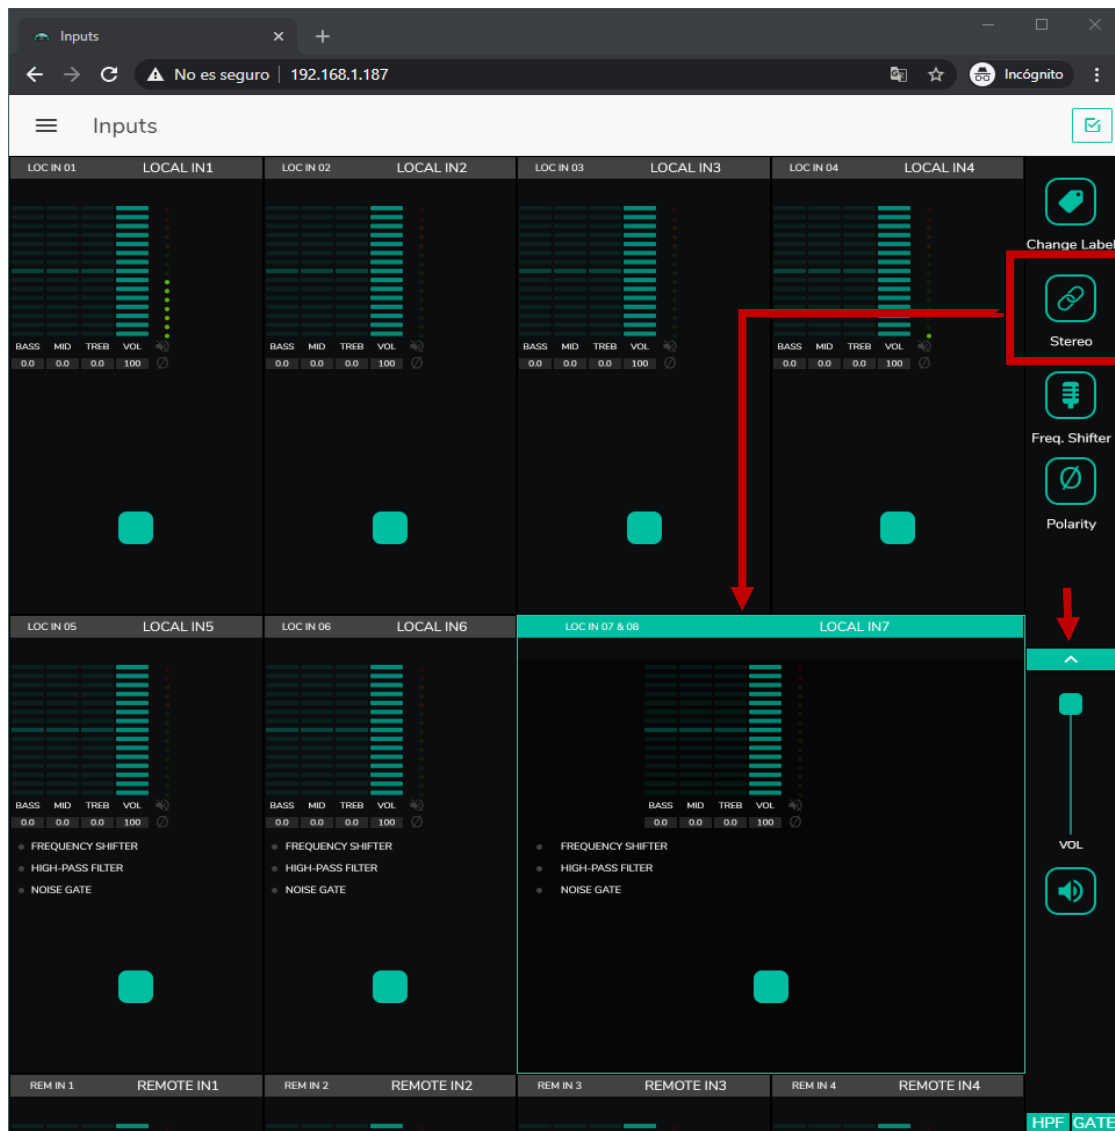 Inputs
No es seguro 192.168.1.187 Incógnito
Inputs
LOC IN 01 LOCAL IN1 LOC IN 02 LOCAL IN2 LOC IN 03 LOCAL IN3 LOC IN 04 LOCAL IN4
Change Label
Stereo
BASS MID TREB VOL BASS MID TREB VOL BASS MID TREB VOL BASS MID TREB VOL
0.0 0.0 0.0 100 0.0 0.0 0.0 100 0.0 0.0 0.0 100 0.0 0.0 0.0 100
Freq. Shifter
Polarity
LOC IN 05 LOCAL IN5 LOC IN 06 LOCAL IN6 LOC IN 07 & 08 LOCAL IN7
BASS MID TREB VOL BASS MID TREB VOL BASS MID TREB VOL
0.0 0.0 0.0 100 0.0 0.0 0.0 100 0.0 0.0 0.0 100
FREQUENCY SHIFTER FREQUENCY SHIFTER FREQUENCY SHIFTER VOL
HIGH-PASS FILTER HIGH-PASS FILTER HIGH-PASS FILTER
NOISE GATE NOISE GATE NOISE GATE
REM IN 1 REMOTE IN1 REM IN 2 REMOTE IN2 REM IN 3 REMOTE IN3 REM IN 4 REMOTE IN4
HPF GATE